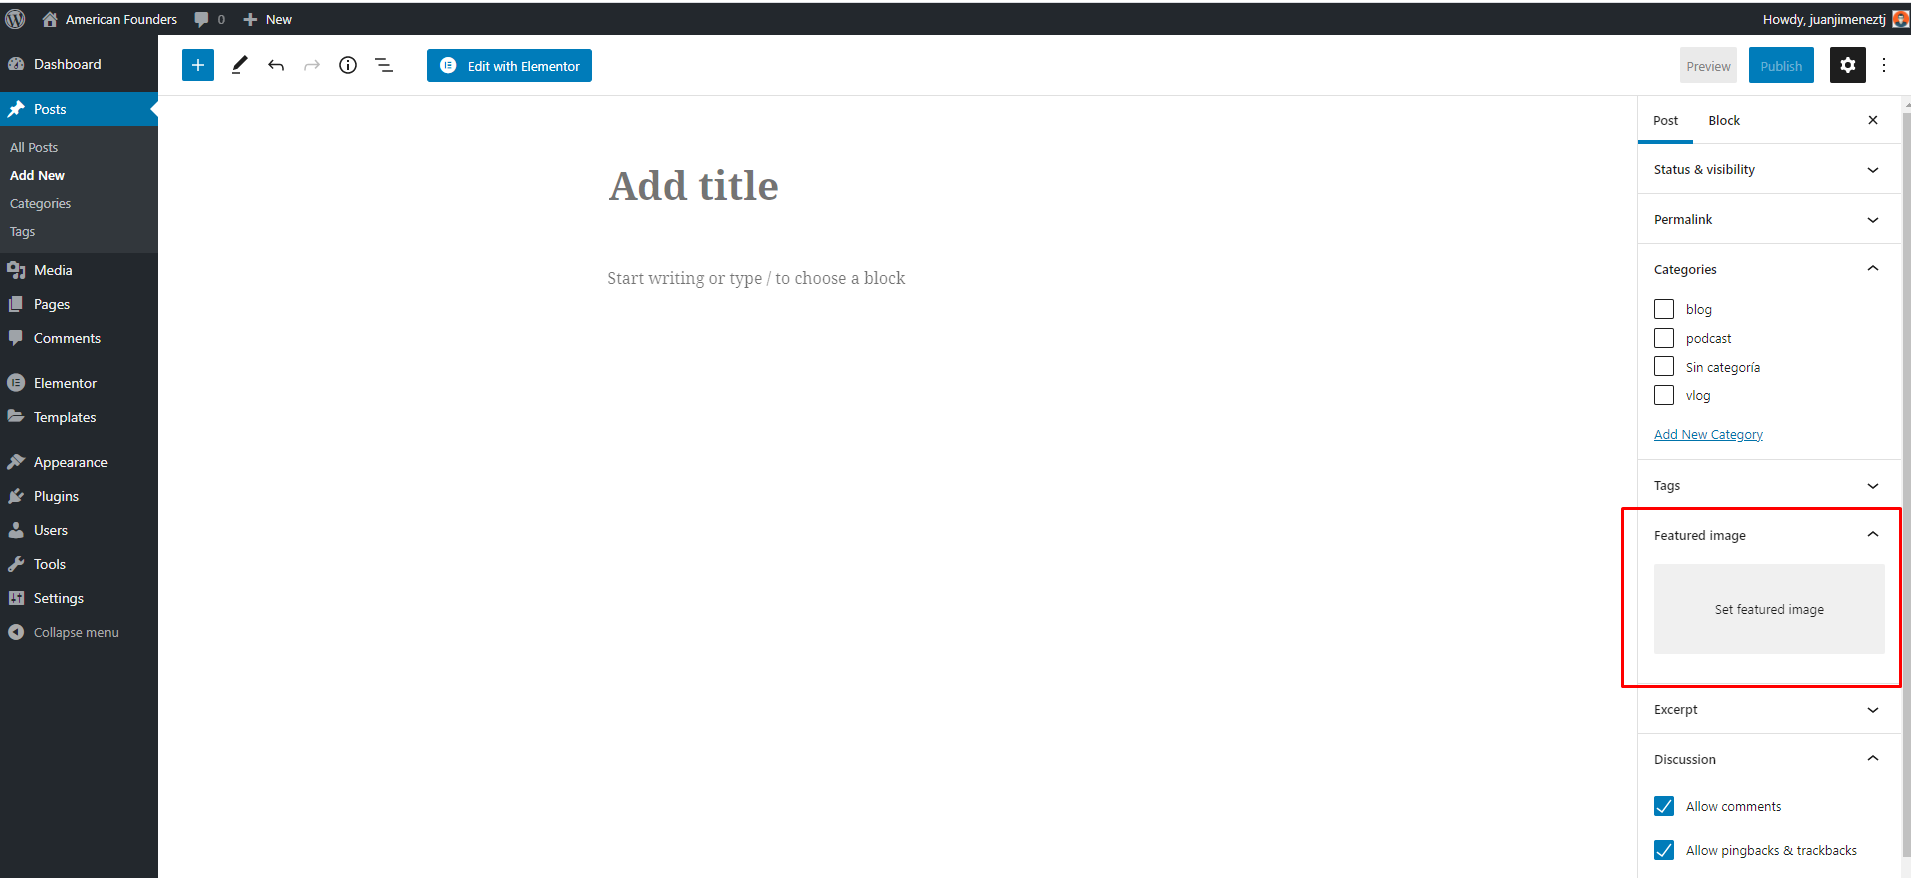 American Founders
0
New
Howdy, juanjimeneztj
Dashboard
Posts
All Posts
Add New
Categories
Tags
Media
Pages
Comments
Elementor
Templates
Appearance
Plugins
Users
Tools
Settings
Collapse menu
Edit with Elementor
Preview
Publish
Add title
Start writing or type / to choose a block
Post
Block
Status & visibility
Permalink
Categories
blog
podcast
Sin categoría
vlog
Add New Category
Tags
Featured image
Set featured image
Excerpt
Discussion
Allow comments
Allow pingbacks & trackbacks